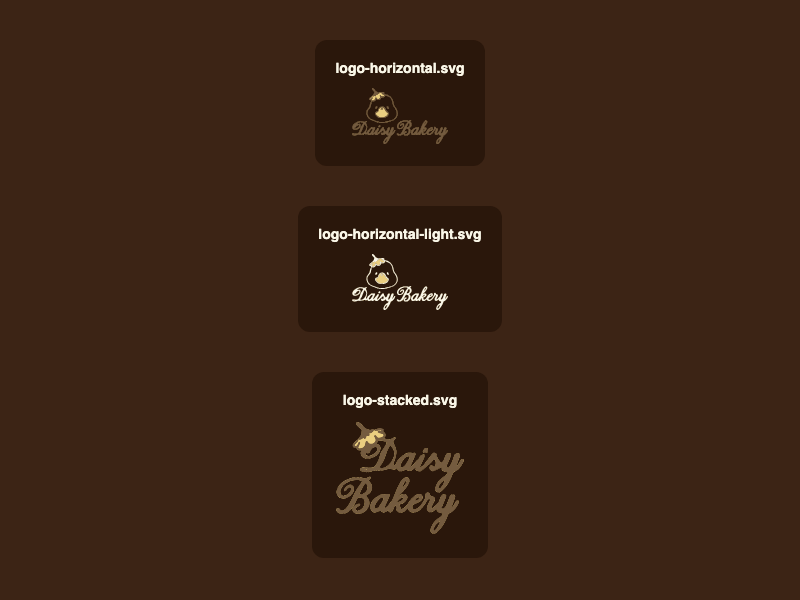 logo-horizontal.svg
Daisy Bakery
logo-horizontal-light.svg
Daisy Bakery
logo-stacked.svg
Daisy
Bakery